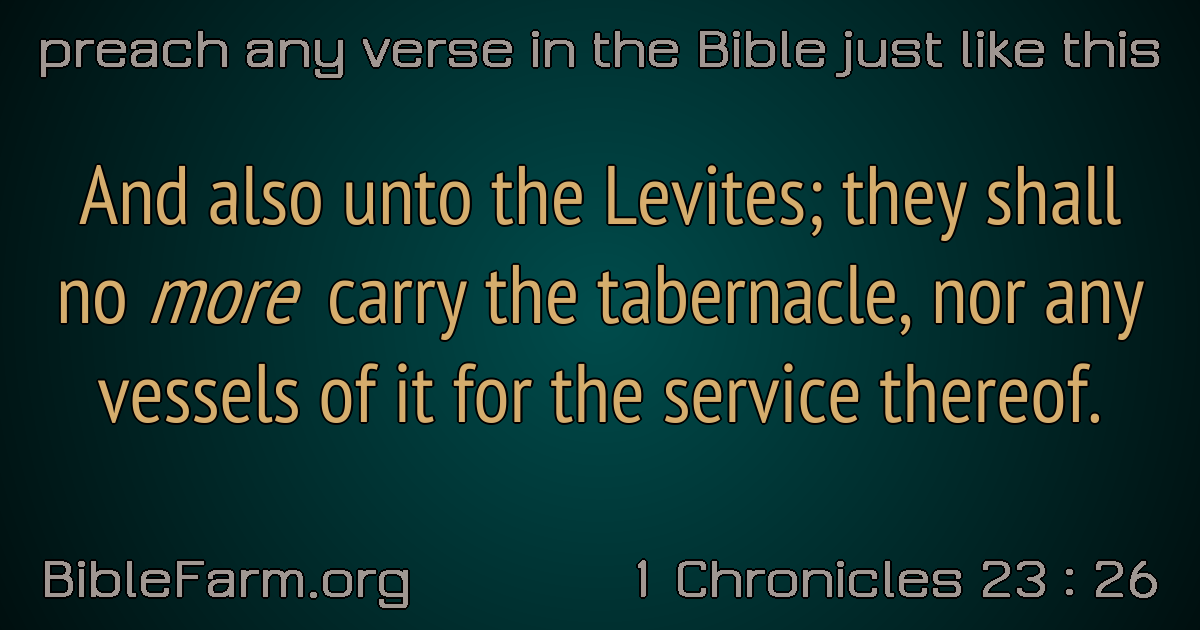 preach any verse in the Bible just like this
And also unto the Levites; they shall
no more carry the tabernacle, nor any
vessels of it for the service thereof.
BibleFarm.org
1 Chronicles 23 : 26